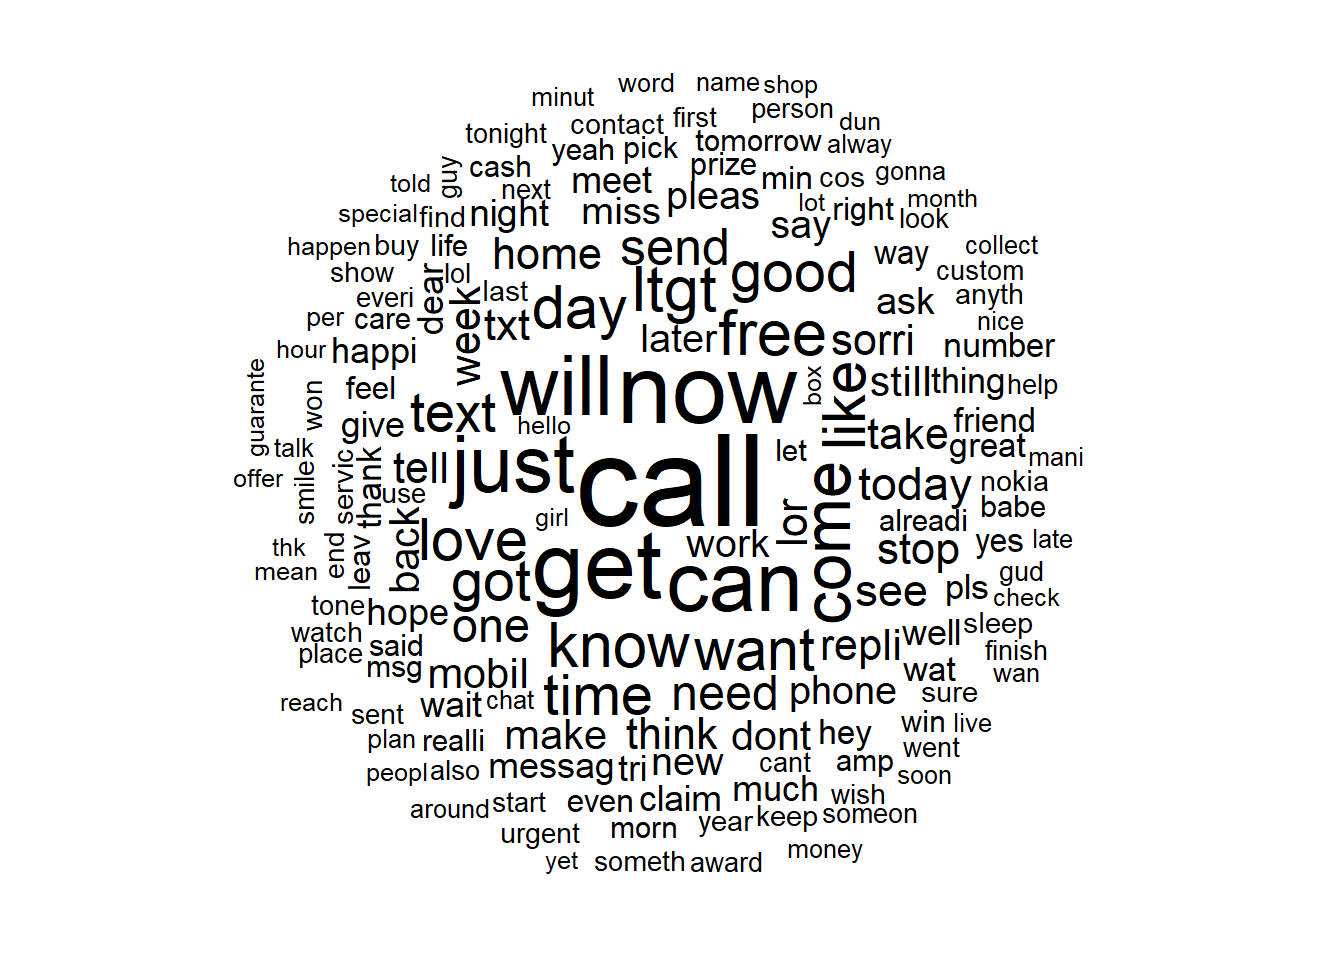 word name shop
minut person
contact first dun
tonight yeah pick tomorrow alway
guy cash prize
told next meet min cos gonna
special find night miss pleas lot right month
happen buy life home send say look
show lol way collect
everi dear week last day ltgt good custom
per care txt ask anyth
hour happi later free sorri nice
number
guarante won feel will now box like still thing help
give text hello take friend
talk tell just call let great mani
offer smile servic thank use today nokia
back girl lor come alreadi babe
thk end leav love work stop yes late
mean got get can see pls gud
tone hope one check
watch said know want repli well sleep
place msg mobil wat finish
wan
reach sent wait chat time need phone sure
plan realli make think dont hey win live
peopl also messag tri new cant amp went
soon
around start even claim much wish
urgent morn year keep someon
yet someth award money